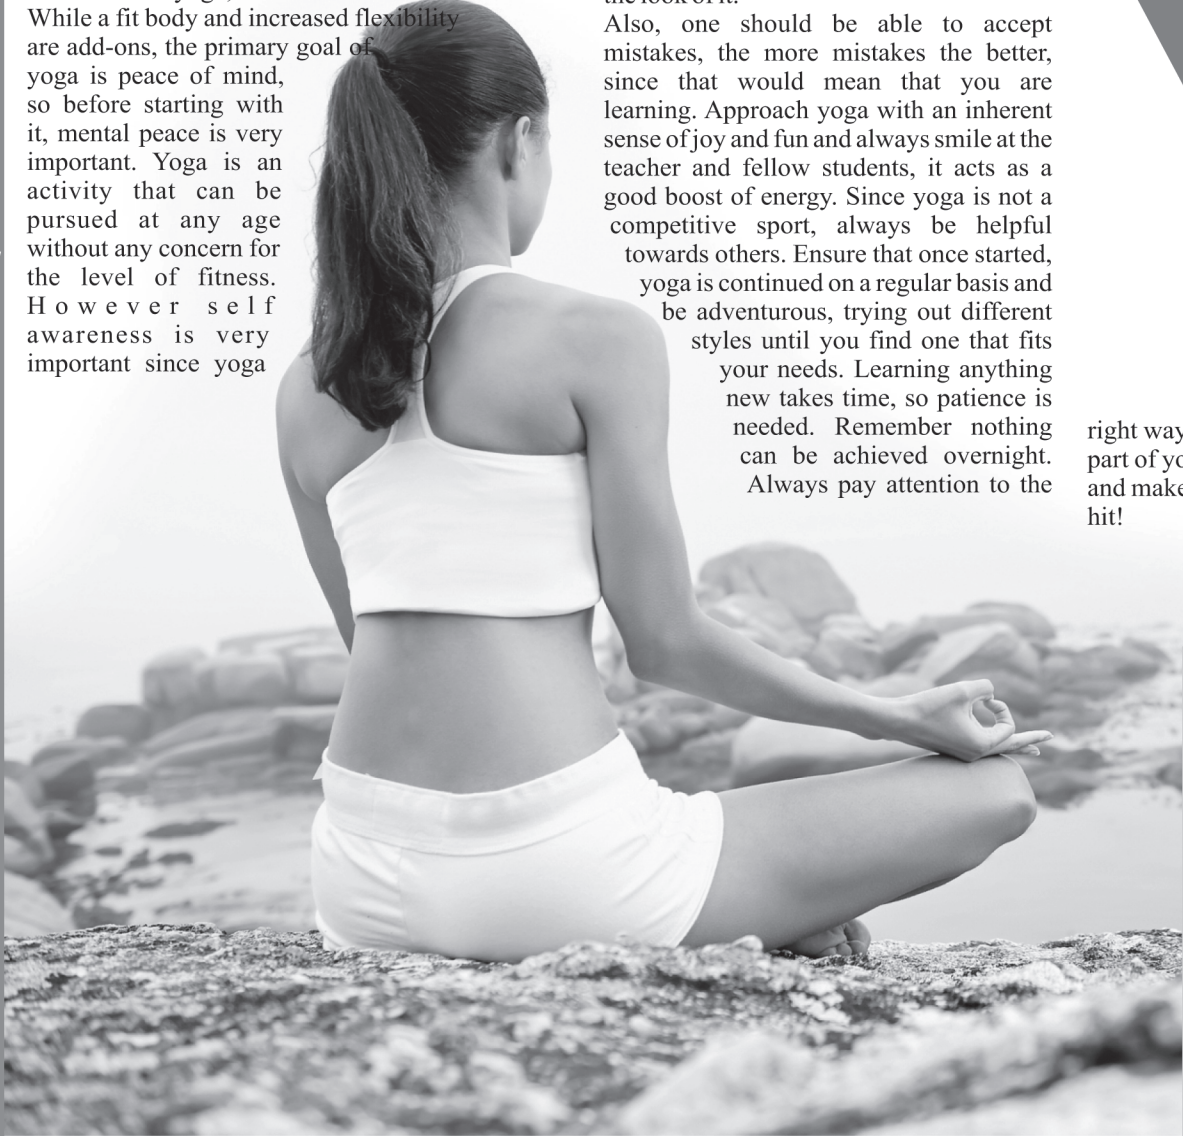 While a fit body and increased flexibility
are add-ons, the primary goal of
yoga is peace of mind,
so before starting with
it, mental peace is very
important. Yoga is an
activity that can be
pursued at any age
without any concern for
the level of fitness.
However self
awareness is very
important since yoga
the look of it.
Also, one should be able to accept
mistakes, the more mistakes the better,
since that would mean that you are
learning. Approach yoga with an inherent
sense of joy and fun and always smile at the
teacher and fellow students, it acts as a
good boost of energy. Since yoga is not a
competitive sport, always be helpful
towards others. Ensure that once started,
yoga is continued on a regular basis and
be adventurous, trying out different
styles until you find one that fits
your needs. Learning anything
new takes time, so patience is
needed. Remember nothing
can be achieved overnight.
Always pay attention to the
right way
part of
and make
hit!